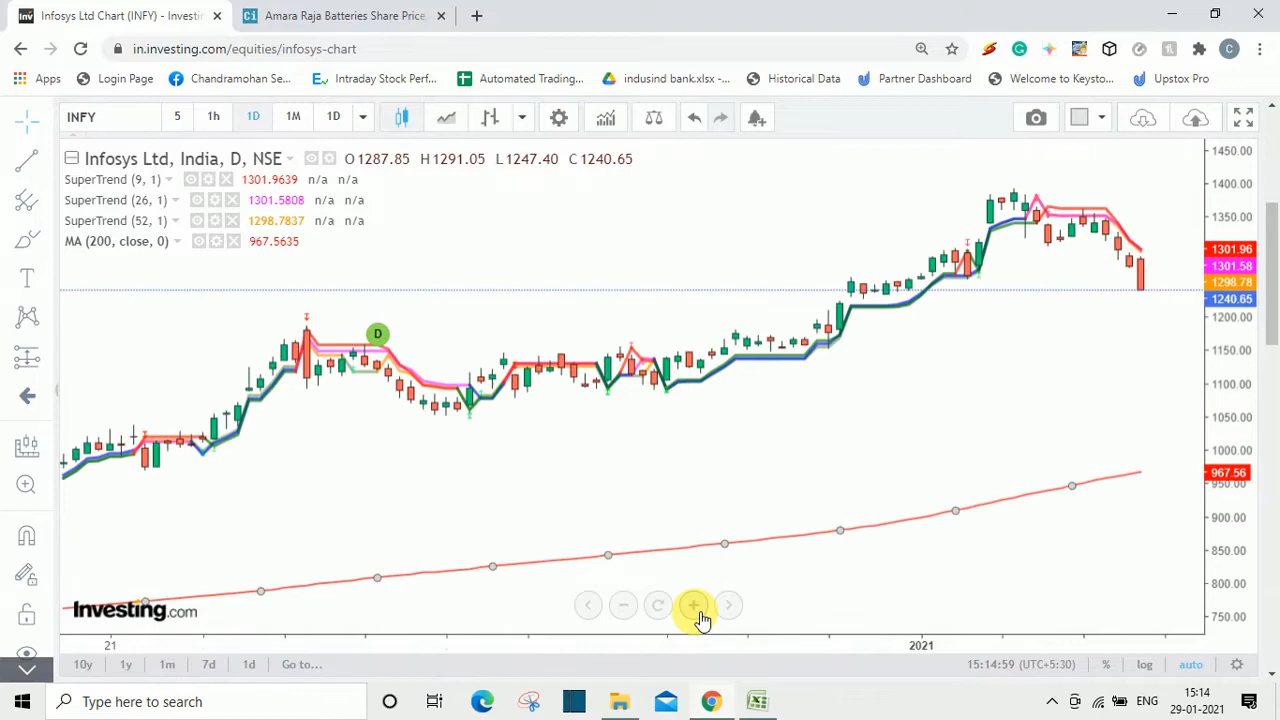 Infosys Ltd Chart (INFY) - Investi
Amara Raja Batteries Share Price,
in.investing.com/equities/infosys-chart
C
Apps
Login Page
Chandramohan Se...
Intraday Stock Perf...
Automated Trading...
indusind bank.xlsx -...
Historical Data
Partner Dashboard
Welcome to Keysto...
Upstox Pro
INFY
5
1h
1D
1M
1D
Infosys Ltd, India, D, NSE
O1287.85 H1291.05 L1247.40 C1240.65
SuperTrend (9, 1) 1301.9639 n/a n/a
SuperTrend (26, 1) 1301.5808 n/a n/a
SuperTrend (52, 1) 1298.7837 n/a n/a
MA (200, close, 0) 967.5635
D
1450.00
1400.00
1350.00
1301.96
1301.58
1298.78
1240.65
1200.00
1150.00
1100.00
1050.00
1000.00
967.56
950.00
900.00
850.00
800.00
750.00
Investing.com
21
2021
10y
1y
1m
7d
1d
Go to...
15:14:59 (UTC+5:30)
%
log
auto
Type here to search
ENG
15:14
29-01-2021